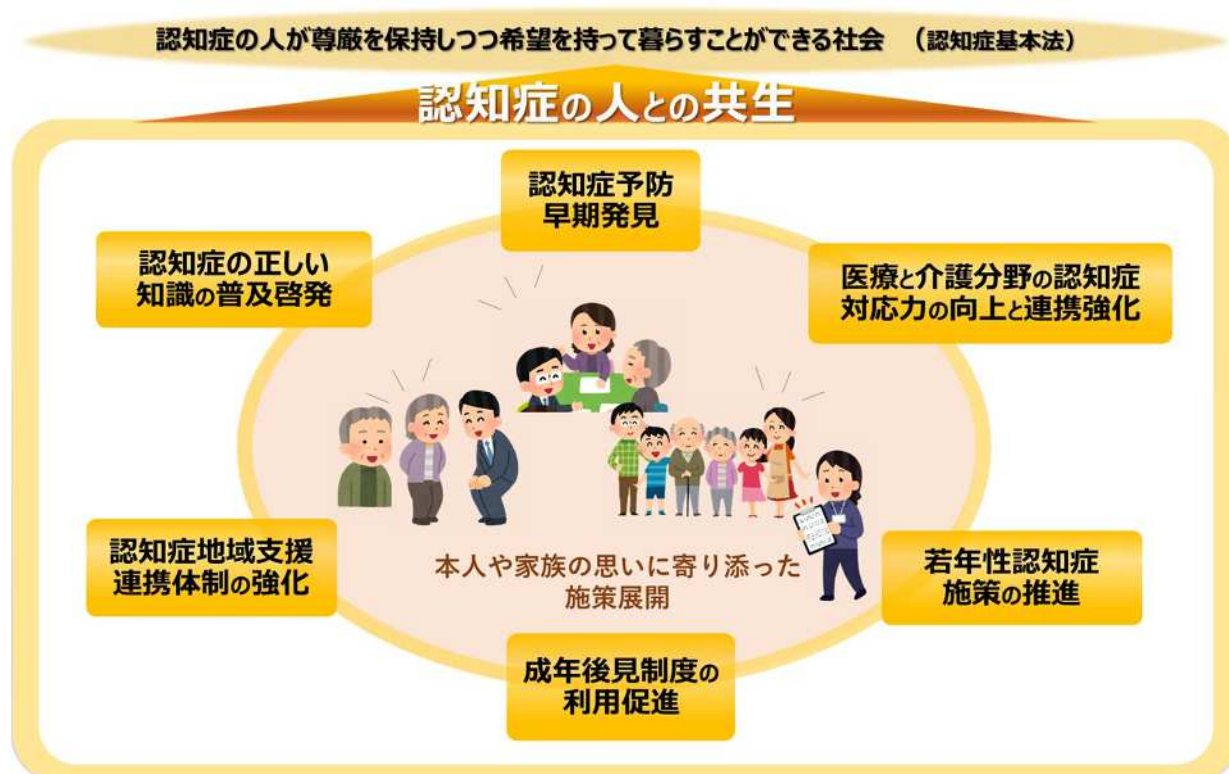 認知症の人が尊厳を保持しつつ希望を持って暮らすことができる社会 （認知症基本法）
認知症の人との共生
認知症予防
早期発見
認知症の正しい
知識の普及啓発
医療と介護分野の認知症
対応力の向上と連携強化
認知症地域支援
連携体制の強化
本人や家族の思いに寄り添った
施策展開
若年性認知症
施策の推進
成年後見制度の
利用促進